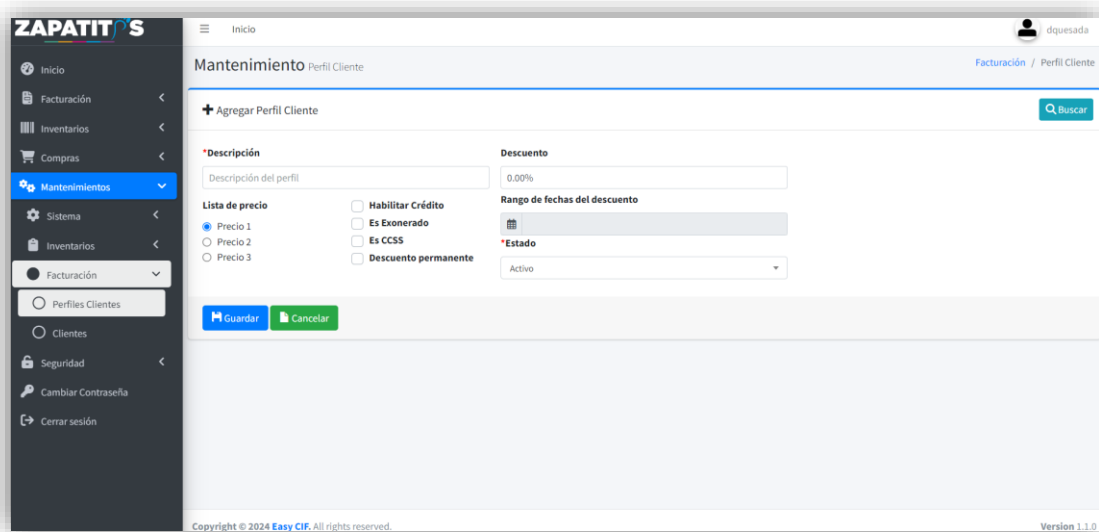 ZAPATITOS
Inicio
dquesada
Mantenimiento Perfil Cliente
Facturación / Perfil Cliente
Inicio
Facturación
Inventarios
Compras
Mantenimientos
Sistema
Inventarios
Facturación
Perfiles Clientes
Clientes
Seguridad
Cambiar Contraseña
Cerrar sesión
Agregar Perfil Cliente
Buscar
*Descripción
Descripción del perfil
Lista de precio
Precio 1
Precio 2
Precio 3
Habilitar Crédito
Es Exonerado
Es CCSS
Descuento permanente
Descuento
0.00%
Rango de fechas del descuento
*Estado
Activo
Guardar
Cancelar
Copyright © 2024 Easy CIF. All rights reserved.
Version 1.1.0